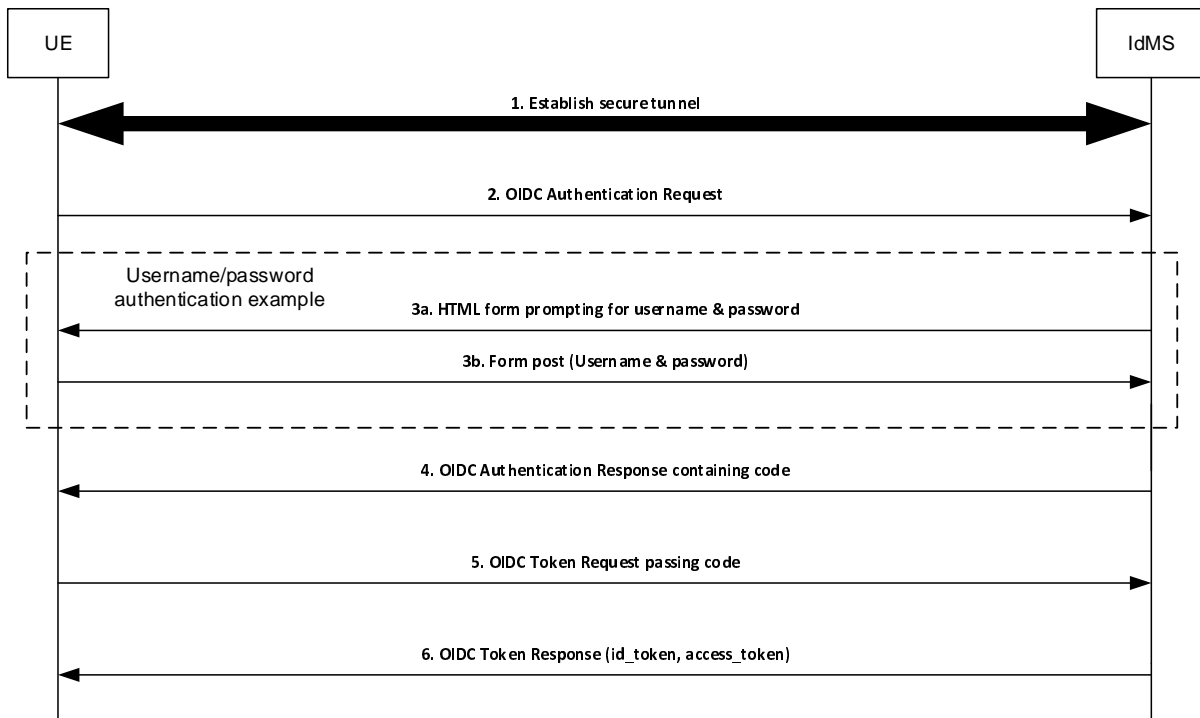 UE
IdMS
1. Establish secure tunnel
2. OIDC Authentication Request
Username/password
authentication example
3a. HTML form prompting for username & password
3b. Form post (Username & password)
4. OIDC Authentication Response containing code
5. OIDC Token Request passing code
6. OIDC Token Response (id_token, access_token)